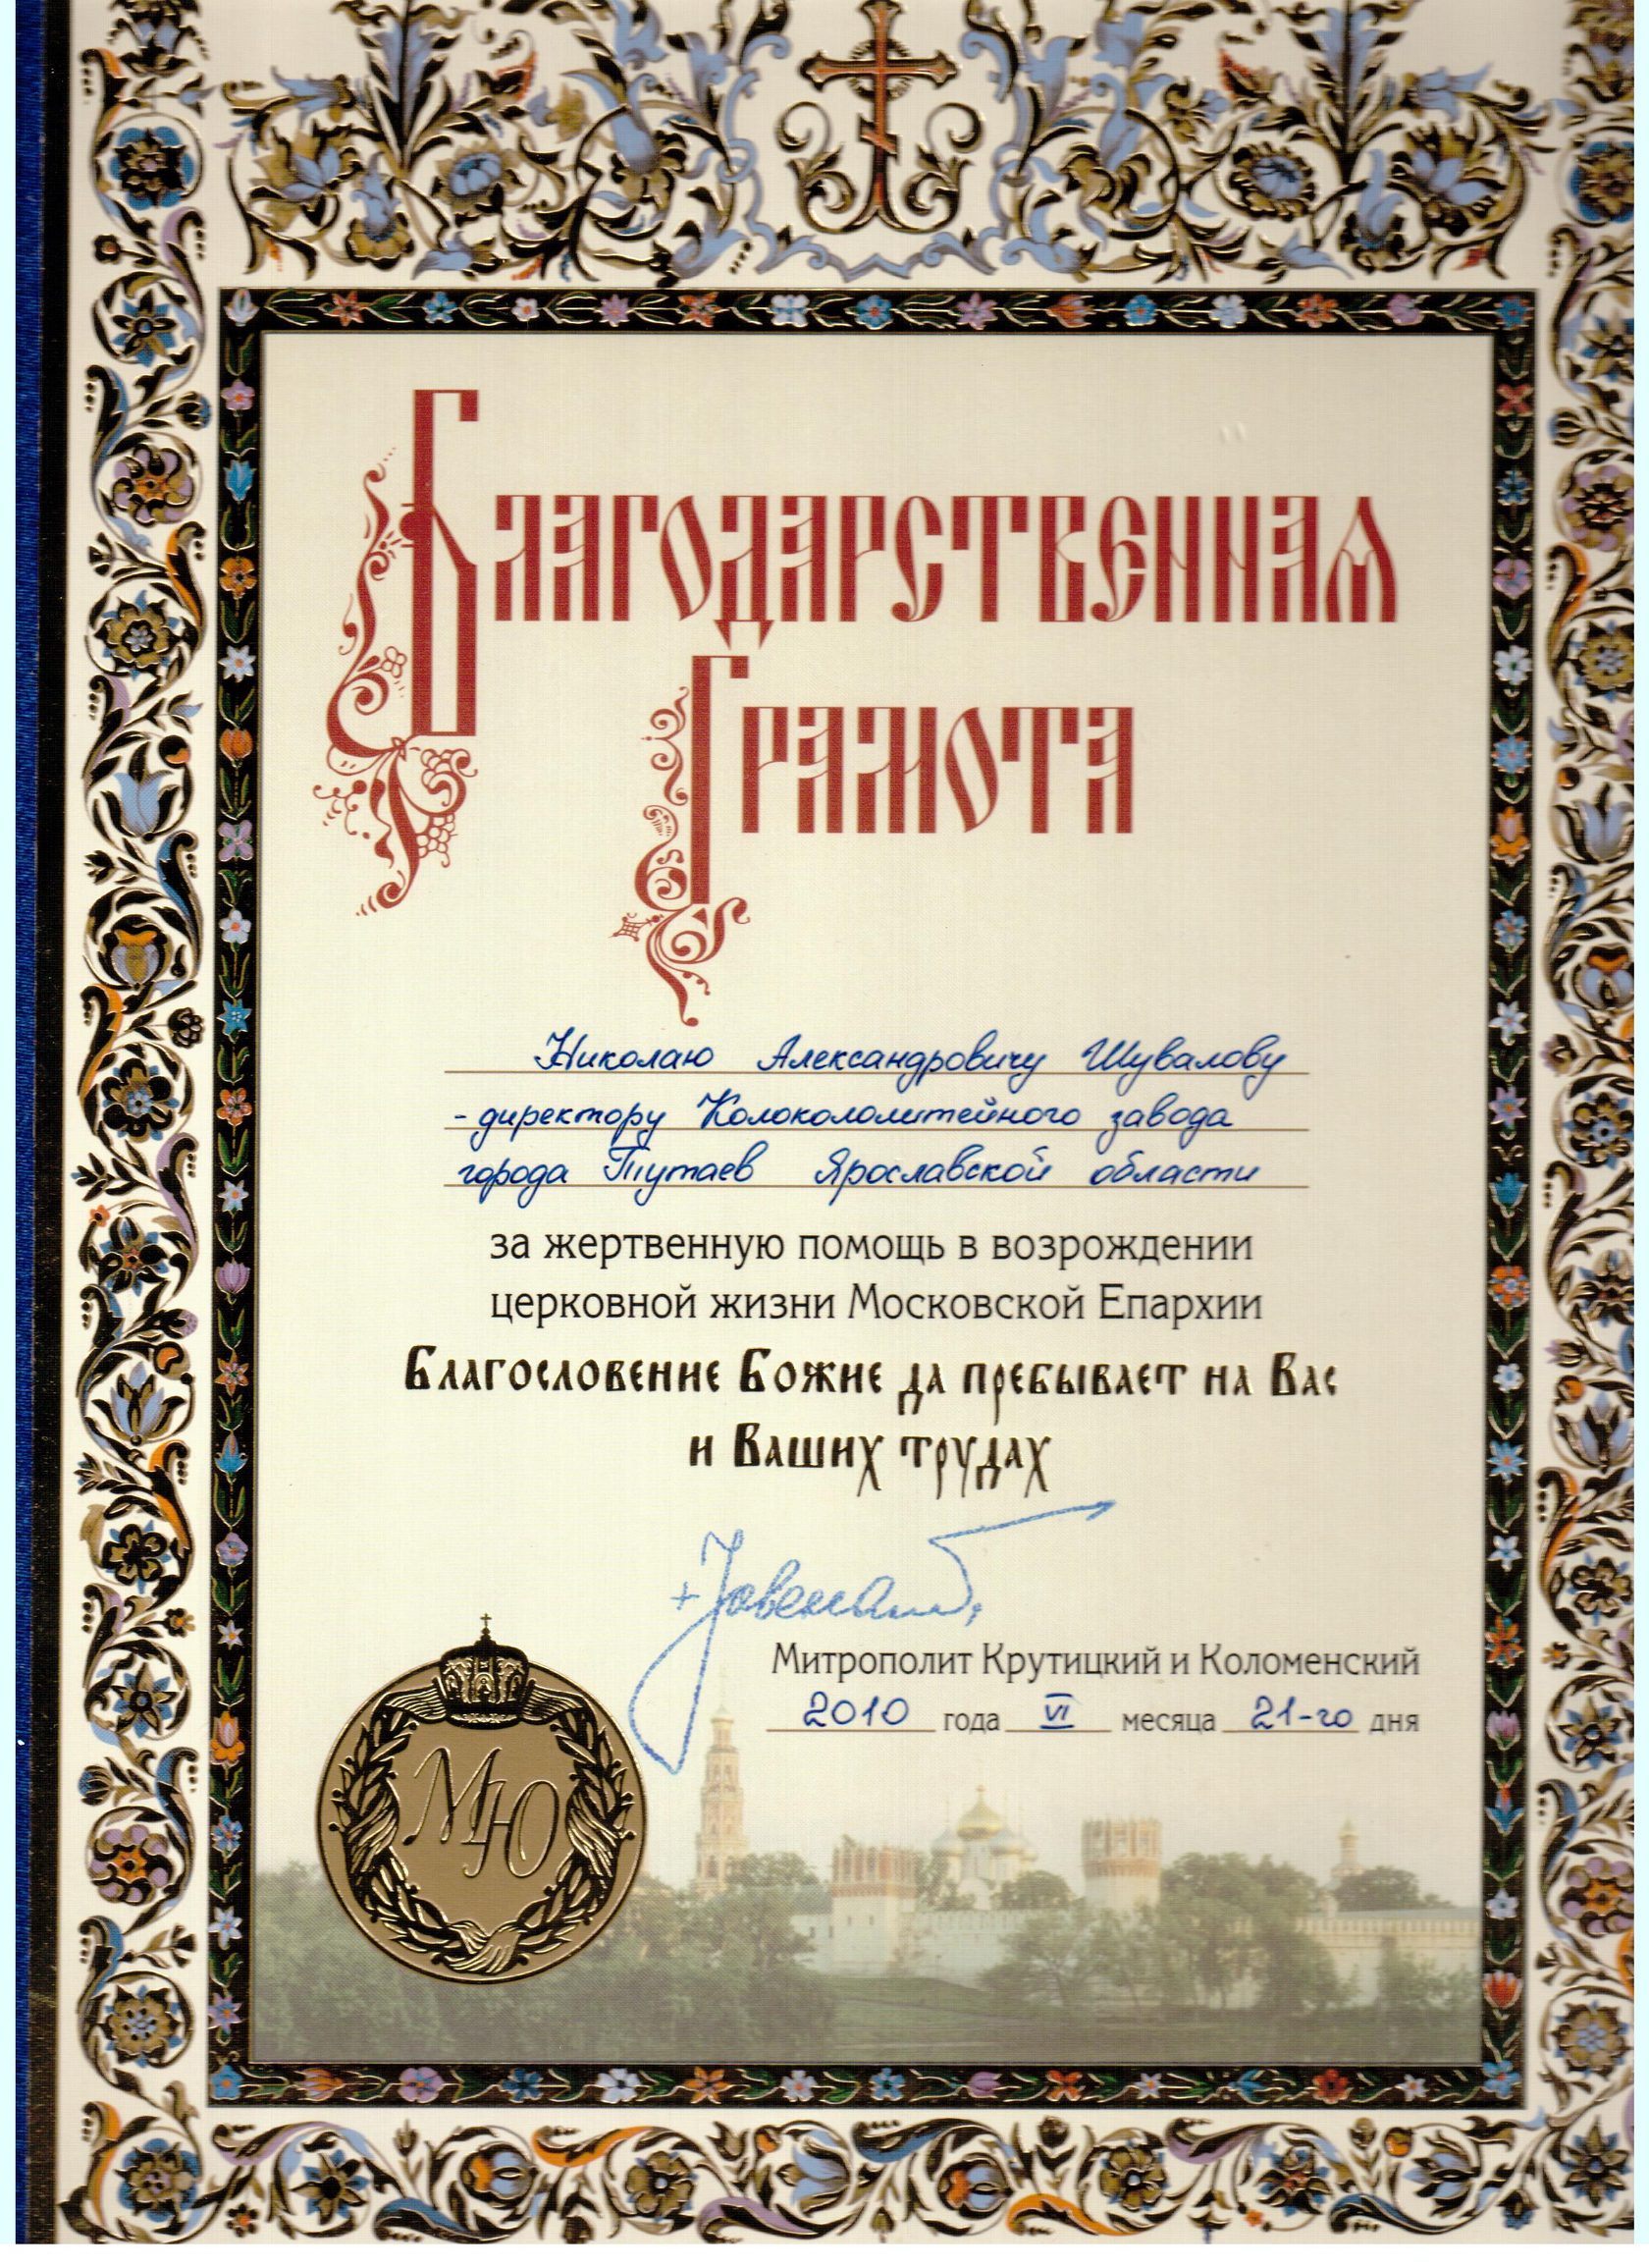 Благодарственная
Грамота
Николаю Александровичу Шувалову
- директору Колокололитейного завода
города Тутаев Ярославской области
за жертвенную помощь в возрождении
церковной жизни Московской Епархии
Благословение Божие да пребывает на Вас
и Ваших трудах
+Ювеналий,
Митрополит Крутицкий и Коломенский
2010 года VI месяца 21-го дня
МЮ